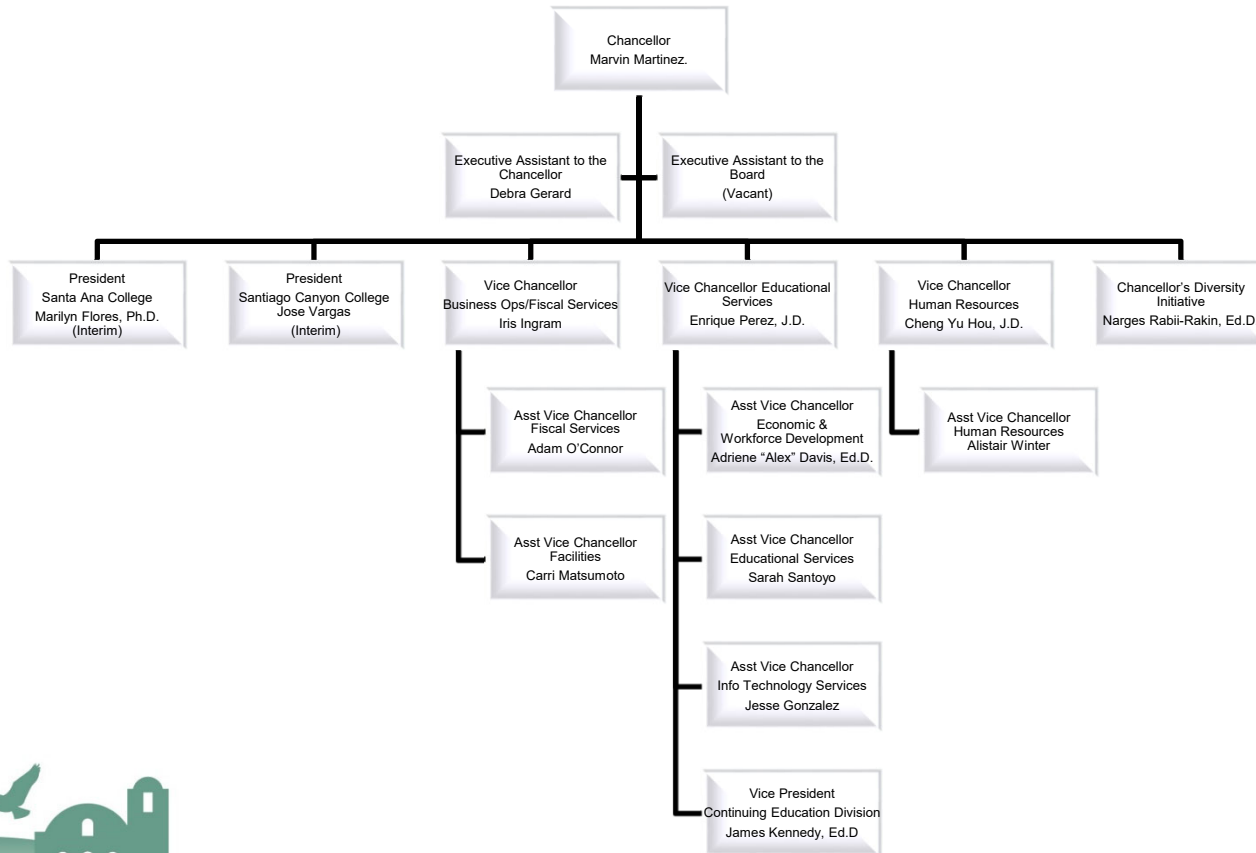 Chancellor
Marvin Martinez.
Executive Assistant to the
Chancellor
Debra Gerard
Executive Assistant to the
Board
(Vacant)
President
Santa Ana College
Marilyn Flores, Ph.D.
(Interim)
President
Santiago Canyon College
Jose Vargas
(Interim)
Vice Chancellor
Business Ops/Fiscal Services
Iris Ingram
Vice Chancellor Educational
Services
Enrique Perez, J.D.
Vice Chancellor
Human Resources
Cheng Yu Hou, J.D.
Chancellor’s Diversity
Initiative
Narges Rabii-Rakin, Ed.D
Asst Vice Chancellor
Fiscal Services
Adam O’Connor
Asst Vice Chancellor
Facilities
Carri Matsumoto
Asst Vice Chancellor
Economic &
Workforce Development
Adriene “Alex” Davis, Ed.D.
Asst Vice Chancellor
Educational Services
Sarah Santoyo
Asst Vice Chancellor
Info Technology Services
Jesse Gonzalez
Vice President
Continuing Education Division
James Kennedy, Ed.D
Asst Vice Chancellor
Human Resources
Alistair Winter